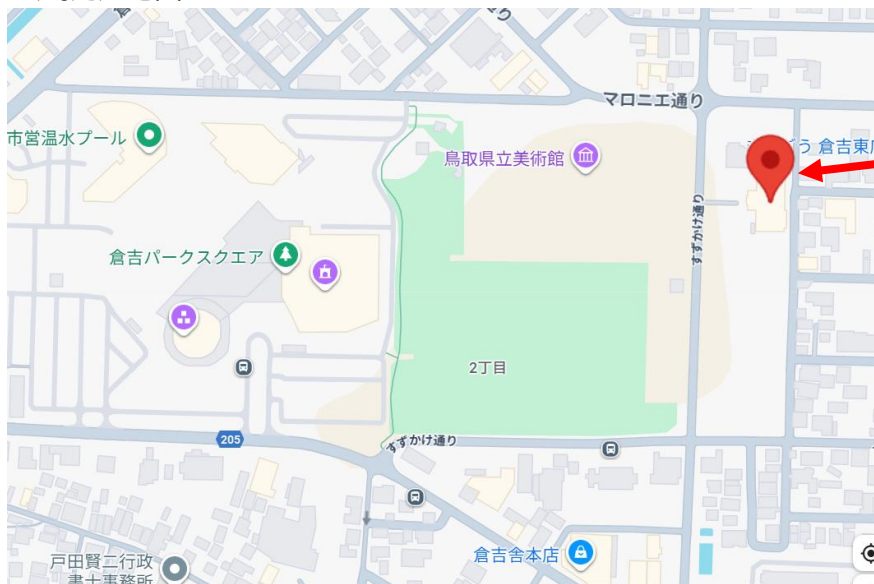 マロニエ通り
市営温水プール
う 倉吉東店
鳥取県立美術館
すずかけ通り
倉吉パークスクエア
2丁目
205
すずかけ通り
倉吉舎本店
戸田賢二行政
書士事務所